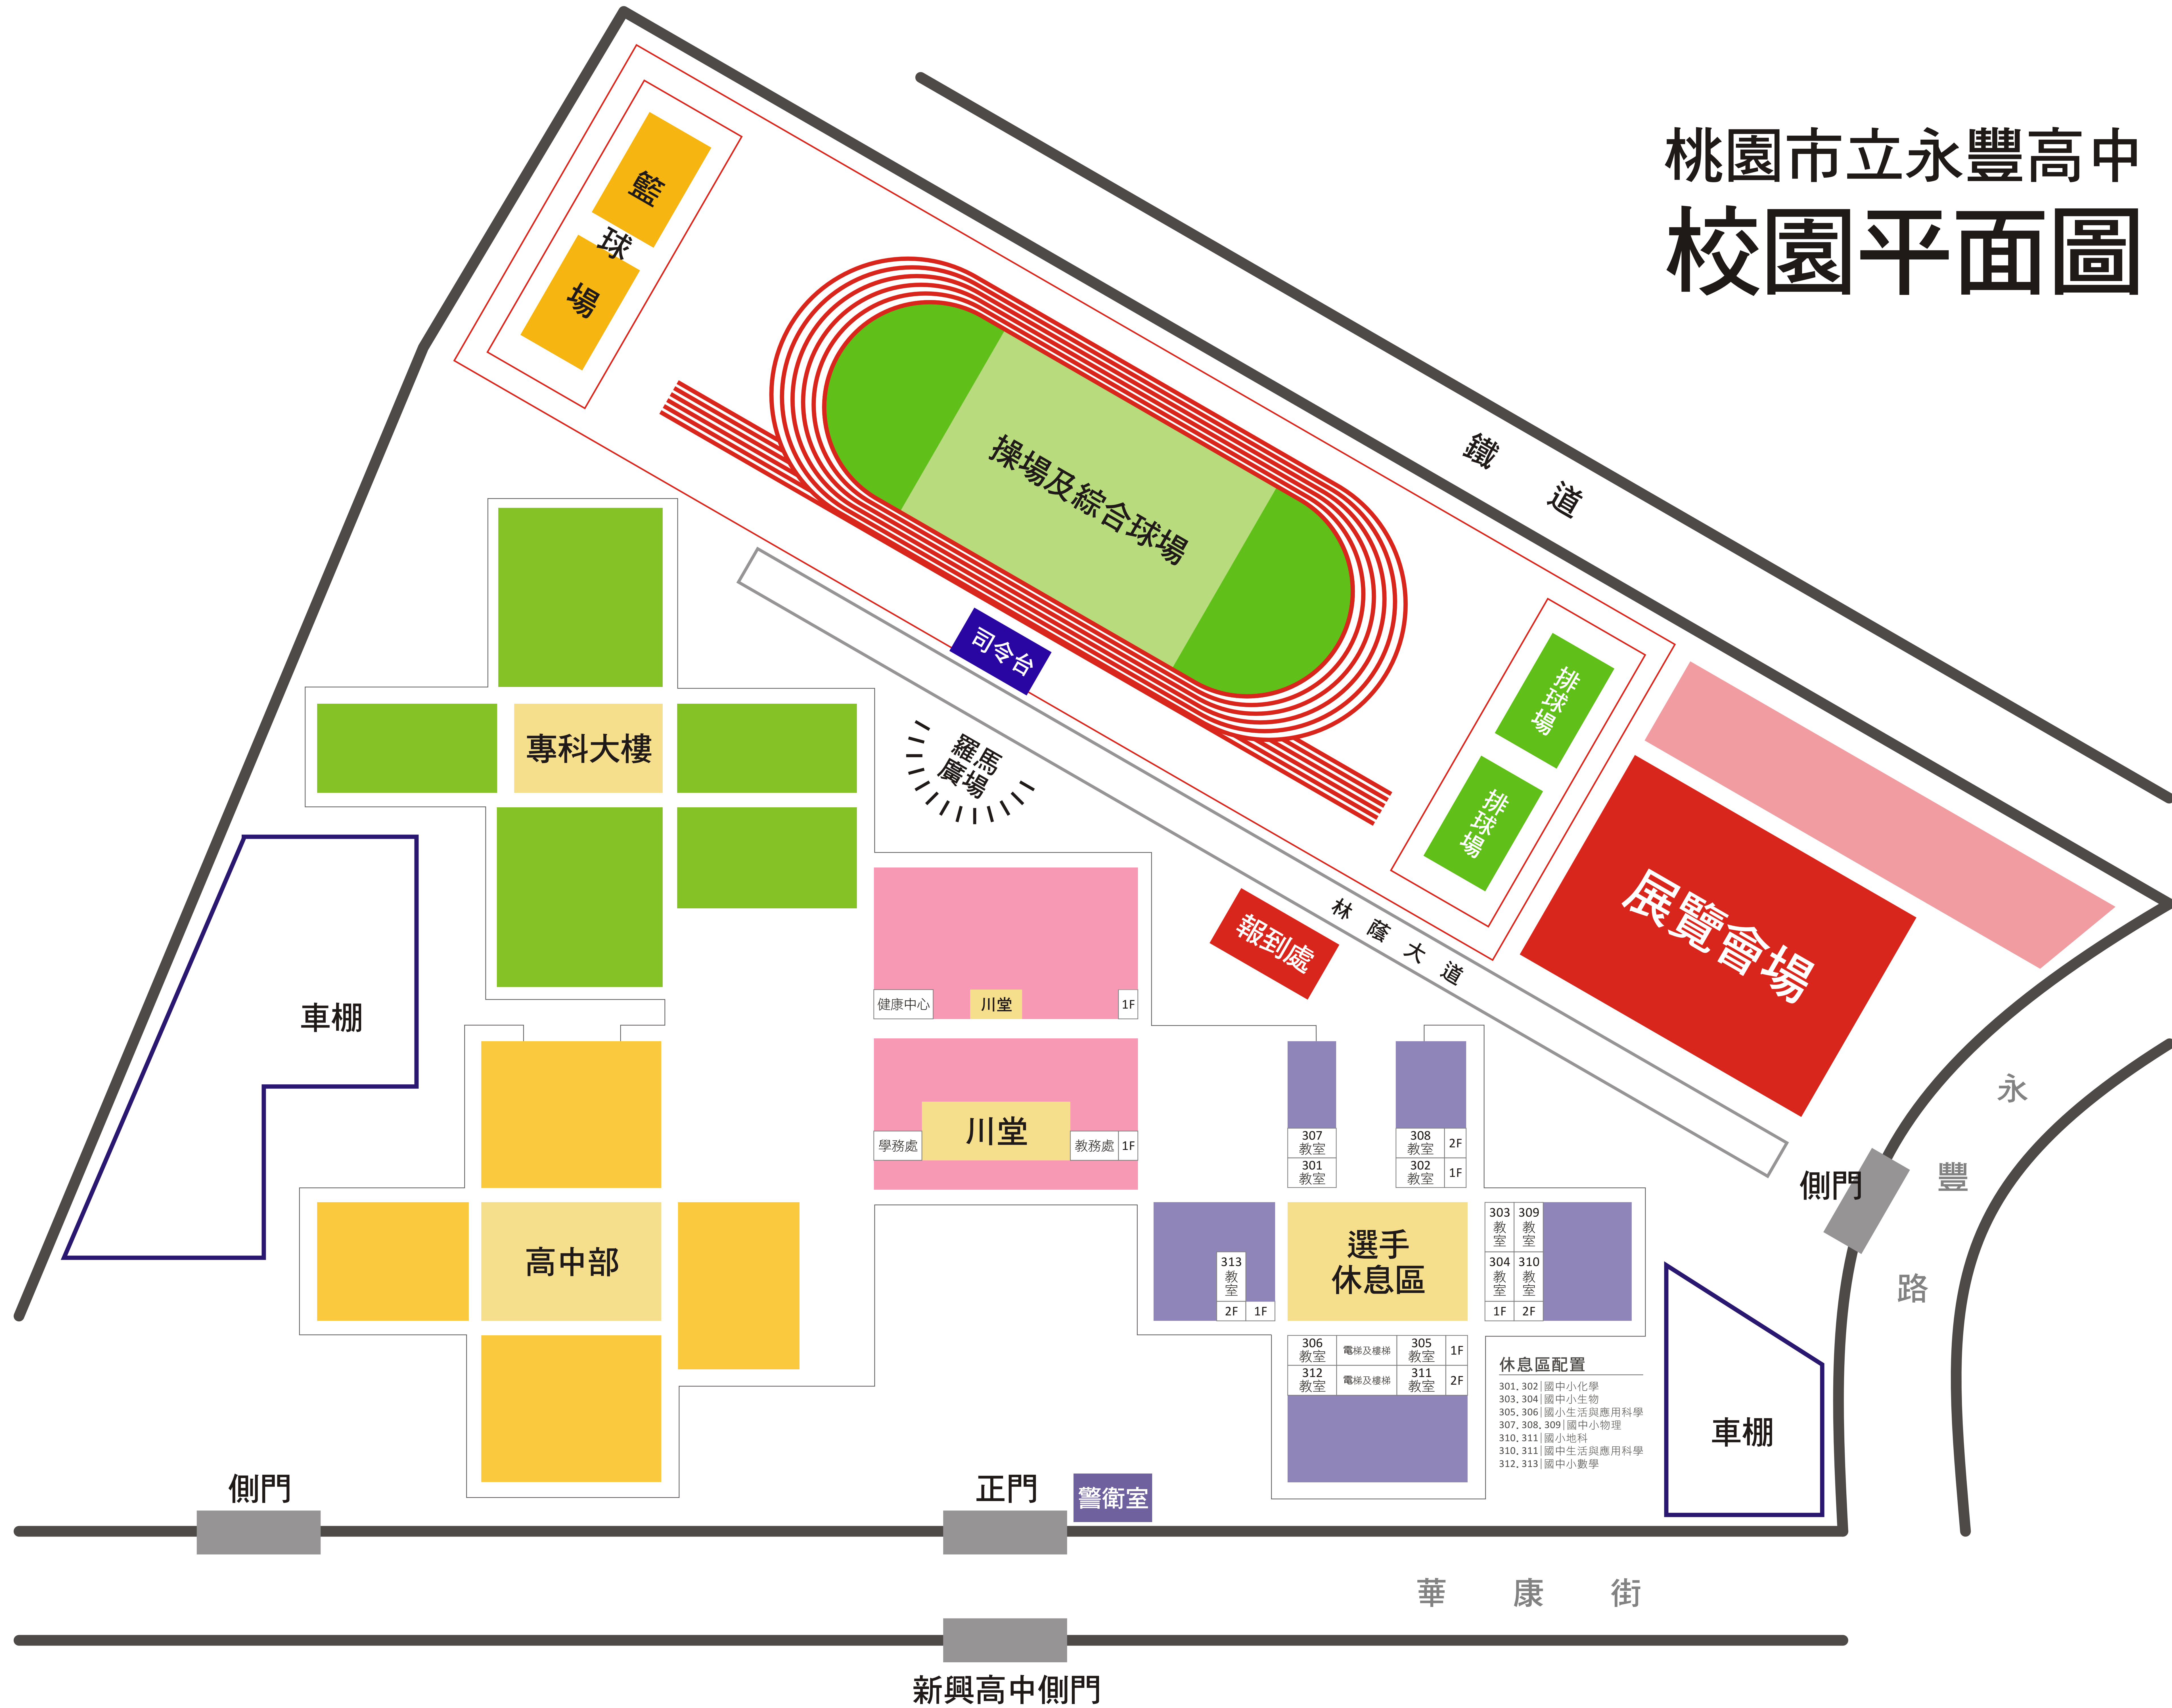 桃園市立永豐高中
校園平面圖
籃球場
操場及綜合球場
鐵道
司令台
排球場
排球場
專科大樓
羅馬
廣場
展覽會場
報到處
林蔭大道
車棚
健康中心 川堂 1F
學務處 川堂 教務處 1F
307
教室
301
教室
308
教室
2F
302
教室
1F
永豐路
側門
高中部
313
教室
2F 1F
選手
休息區
303
教室
309
教室
304
教室
310
教室
1F 2F
306
教室
電梯及樓梯
305
教室
1F
312
教室
電梯及樓梯
311
教室
2F
休息區配置
301、302|國中小化學
303、304|國中小生物
305、306|國小生活與應用科學
307、308、309|國中小物理
310、311|國小地科
310、311|國中生活與應用科學
312、313|國中小數學
車棚
側門
正門
警衛室
華康街
新興高中側門